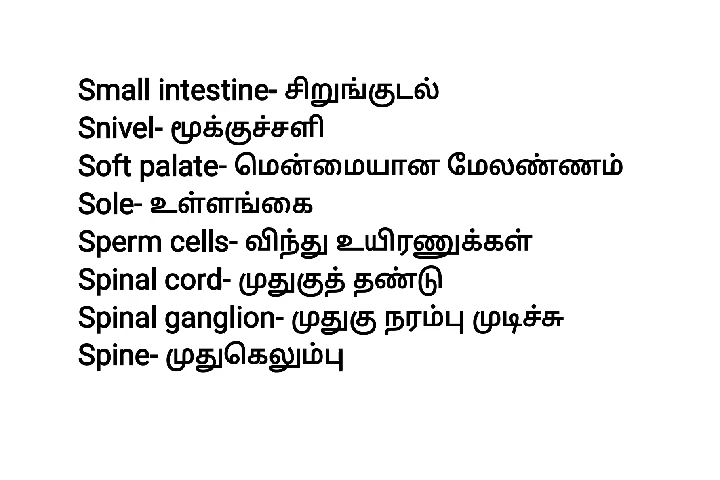 Small intestine- சிறுங்குடல்
Snivel- மூக்குச்சளி
Soft palate- மென்மையான மேலண்ணம்
Sole- உள்ளங்கை
Sperm cells- விந்து உயிரணுக்கள்
Spinal cord- முதுகுத் தண்டு
Spinal ganglion- முதுகு நரம்பு முடிச்சு
Spine- முதுகெலும்பு